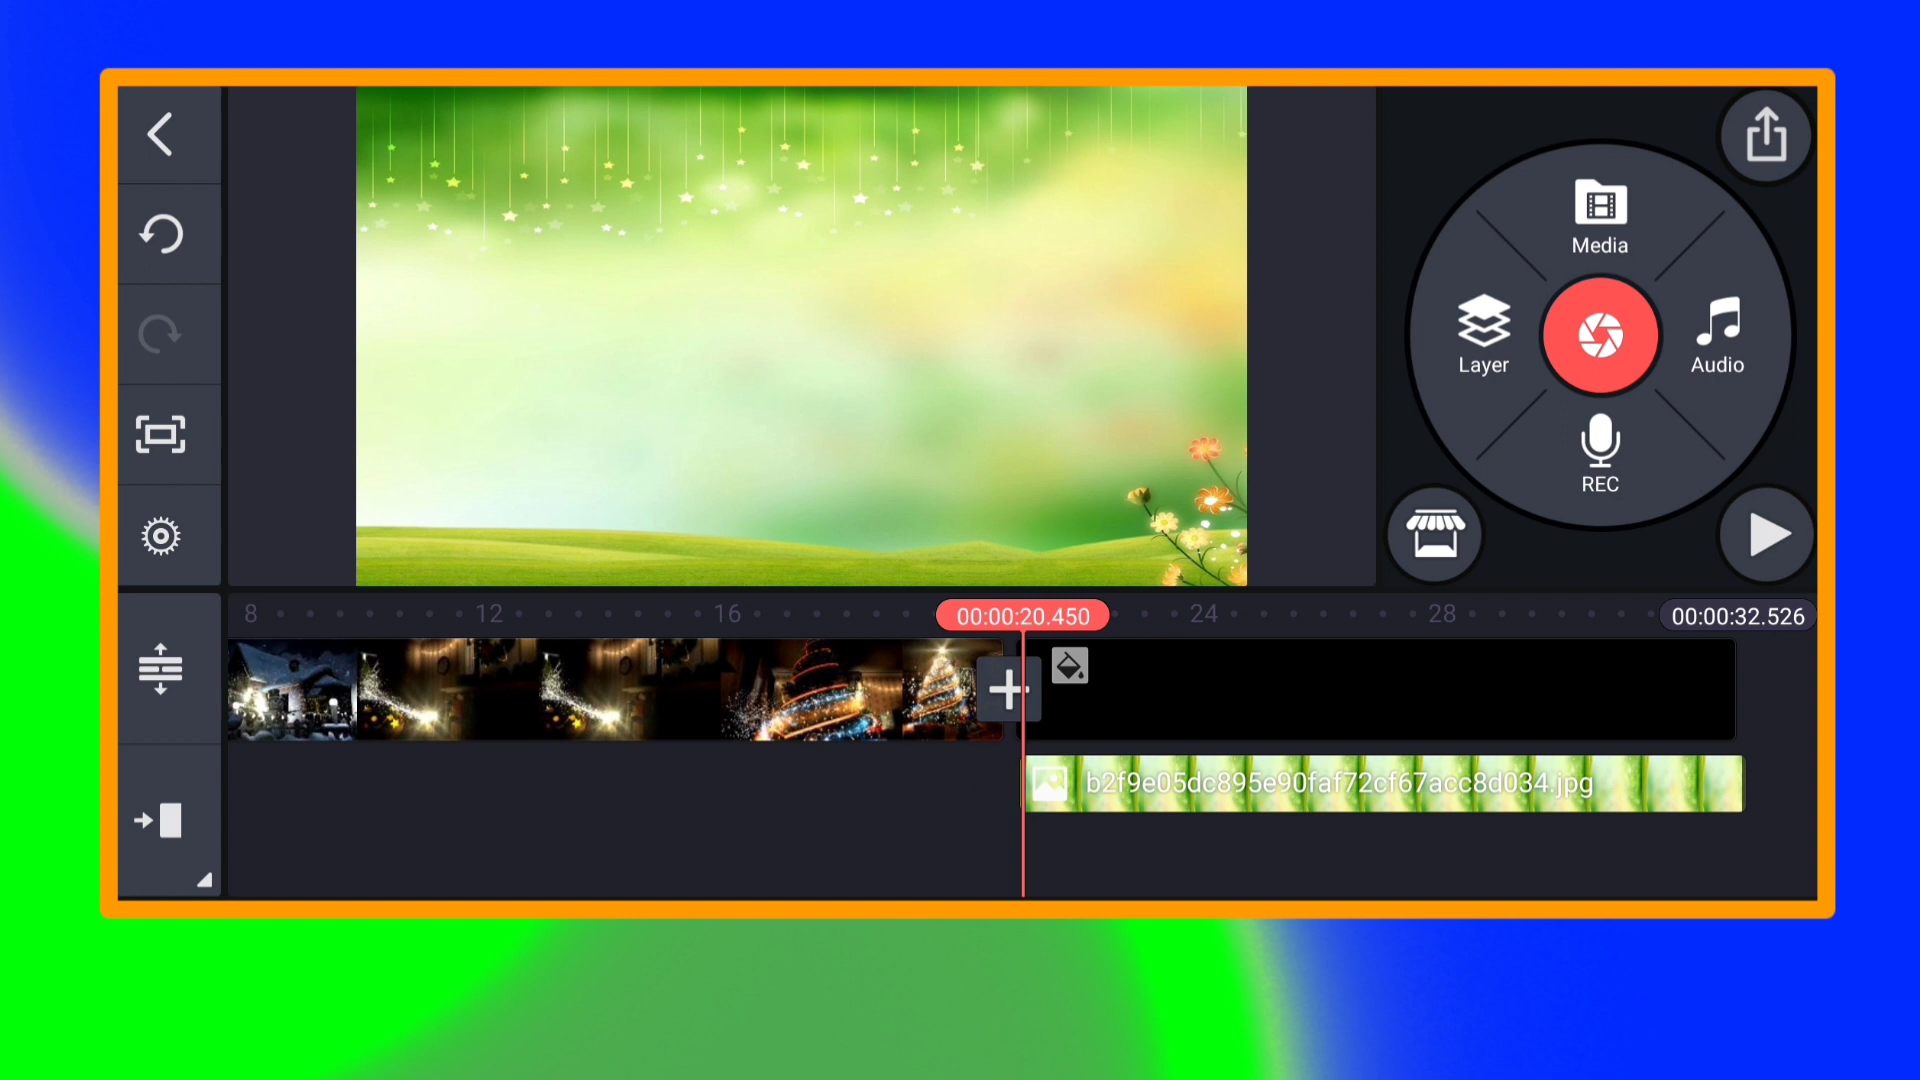 Media
Layer
Audio
REC
8
12
16
00:00:20.450
24
28
00:00:32.526
b2f9e05dc895e90faf72cf67acc8d034.jpg